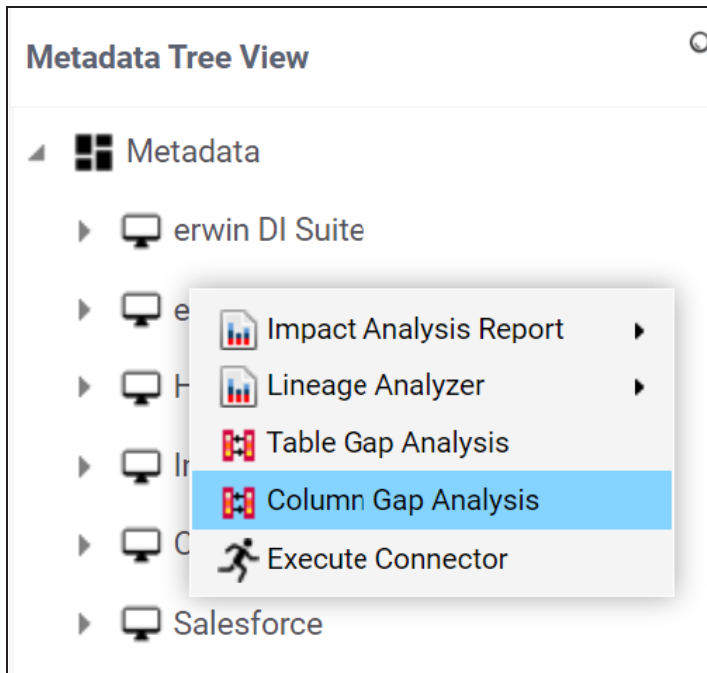 Metadata Tree View
Metadata
erwin DI Suite
e
Impact Analysis Report
H
Lineage Analyzer
Table Gap Analysis
Column Gap Analysis
Execute Connector
Salesforce